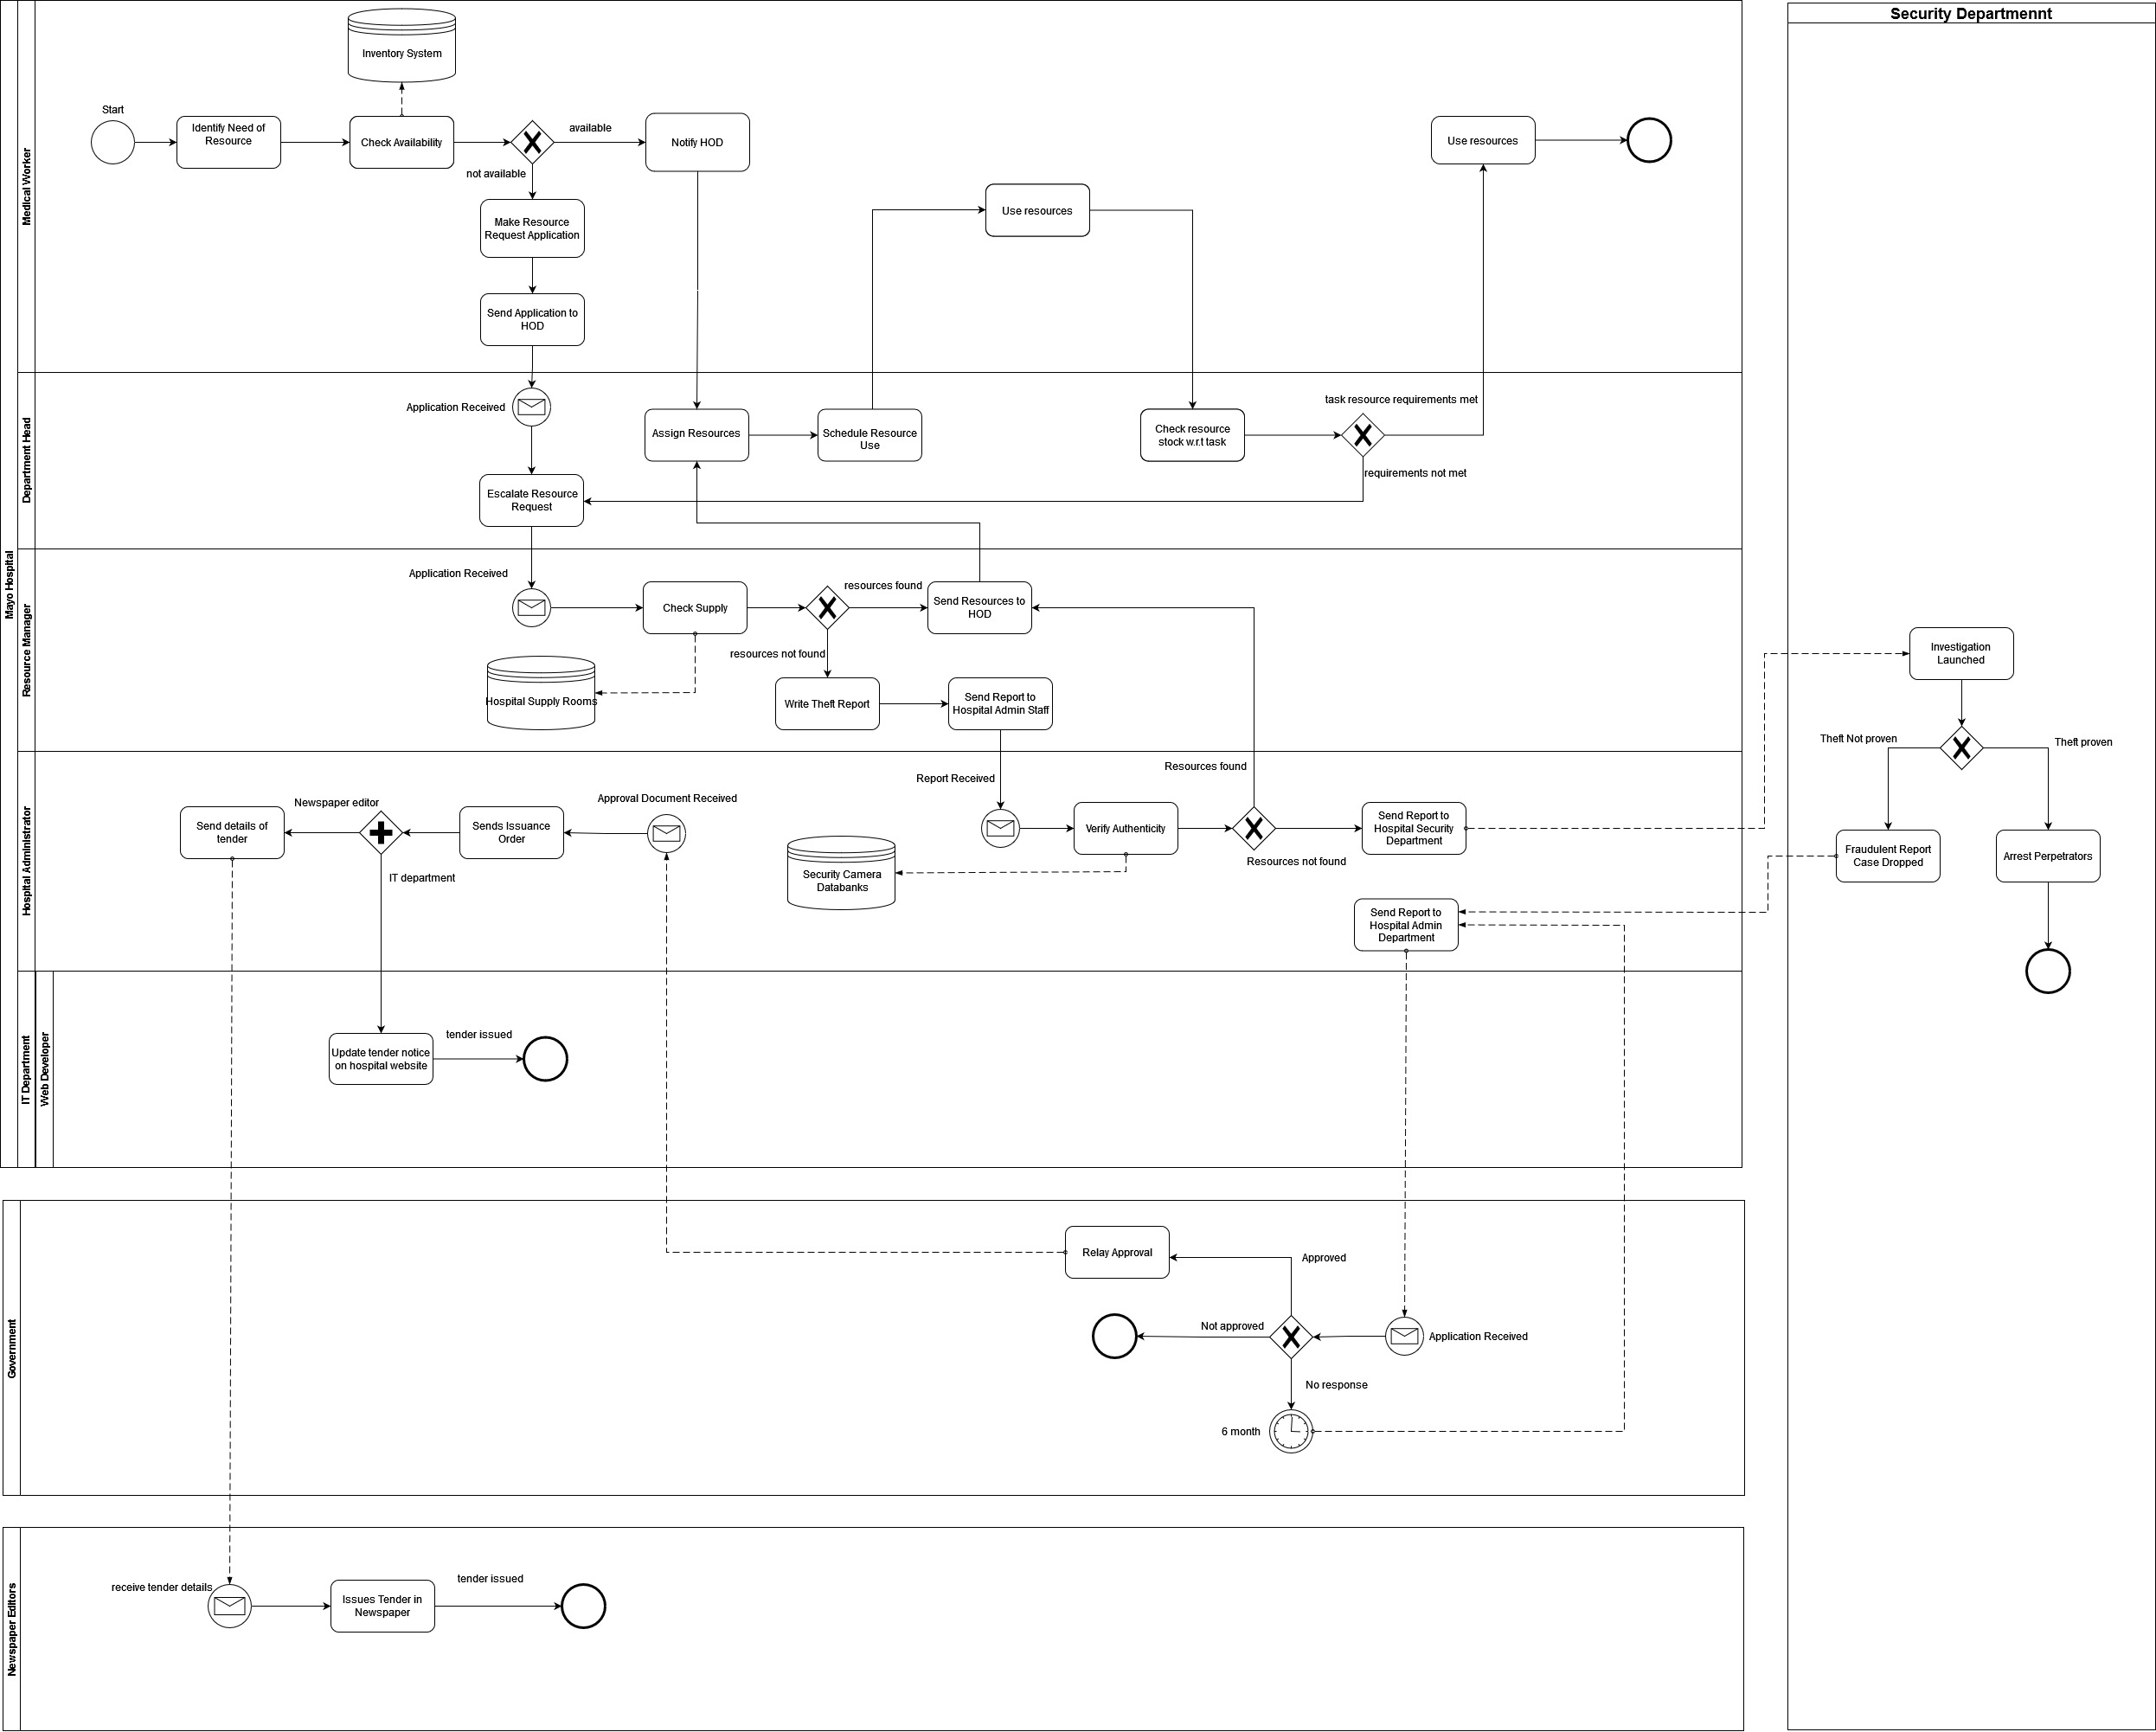 Security Departmennt
Mayo Hospital
Medical Worker
Inventory System
Start
Identify Need of
Resource
Check Availability
available
not available
Notify HOD
Make Resource
Request Application
Send Application to
HOD
Use resources
Use resources
Department Head
Application Received
Assign Resources
Schedule Resource
Use
Check resource
stock w.r.t task
task resource requirements met
requirements not met
Escalate Resource
Request
Resource Manager
Application Received
Check Supply
resources found
Send Resources to
HOD
resources not found
Hospital Supply Rooms
Write Theft Report
Send Report to
Hospital Admin Staff
Hospital Administrator
Send details of
tender
Newspaper editor
IT department
Sends Issuance
Order
Approval Document Received
Report Received
Verify Authenticity
Security Camera
Databanks
Resources found
Resources not found
Send Report to
Hospital Security
Department
Send Report to
Hospital Admin
Department
Investigation
Launched
Theft Not proven
Theft proven
Fraudulent Report
Case Dropped
Arrest Perpetrators
IT Department
Web Developer
Update tender notice
on hospital website
tender issued
Government
Relay Approval
Approved
Not approved
Application Received
No response
6 month
Newspaper Editors
receive tender details
Issues Tender in
Newspaper
tender issued